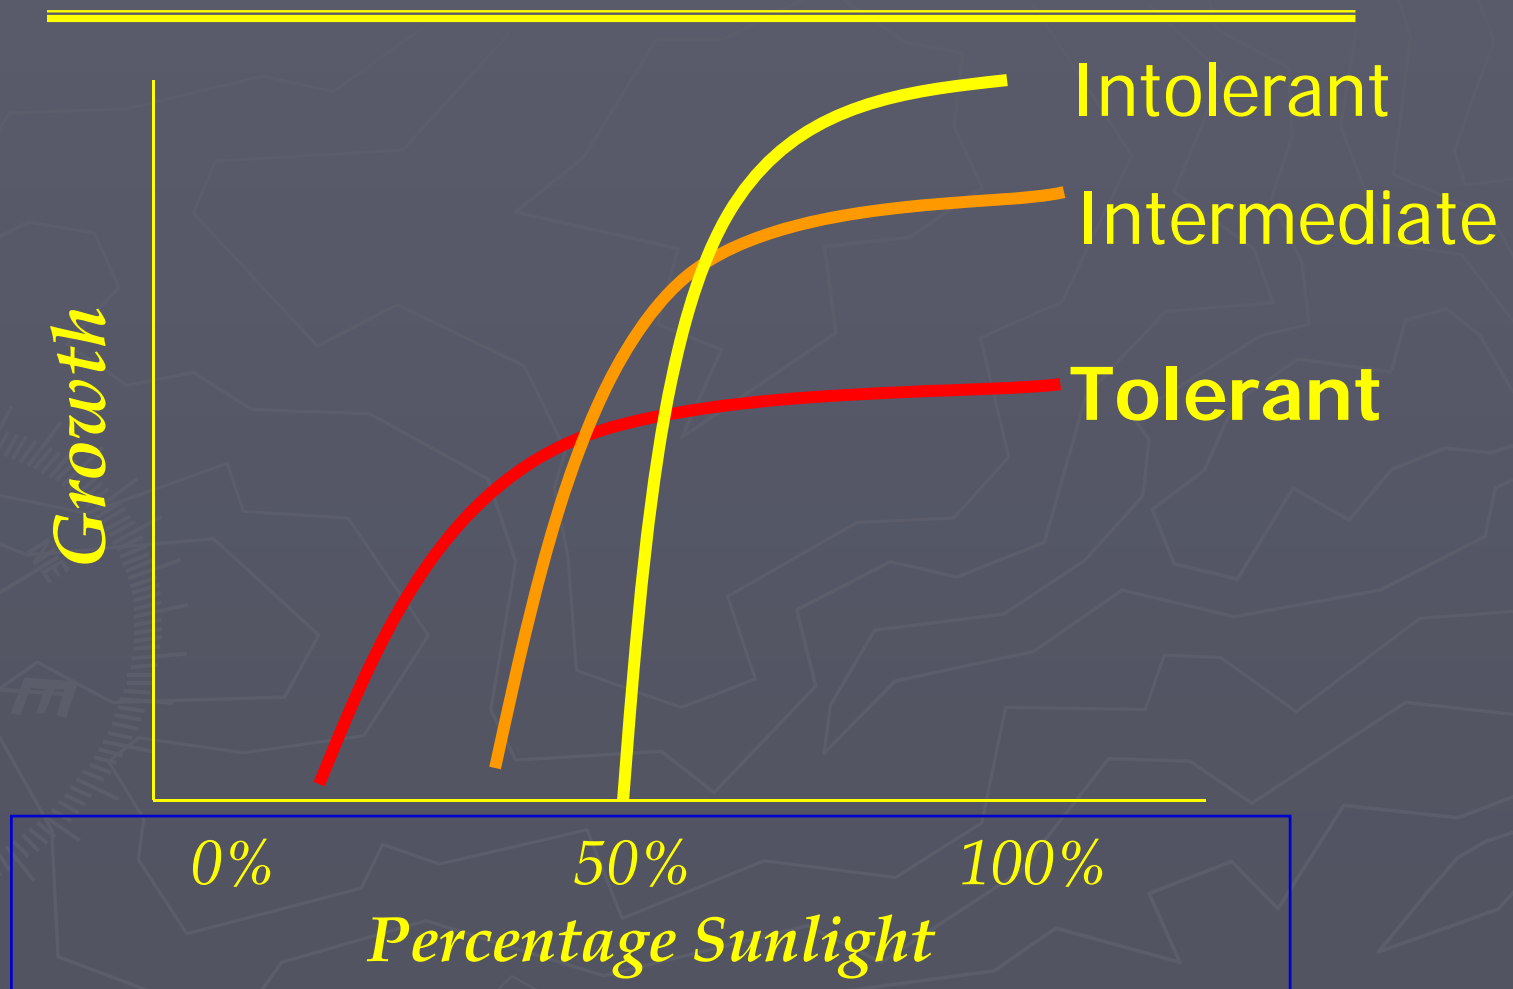 Intolerant
Intermediate
Tolerant
Growth
0% 50% 100%
Percentage Sunlight
E